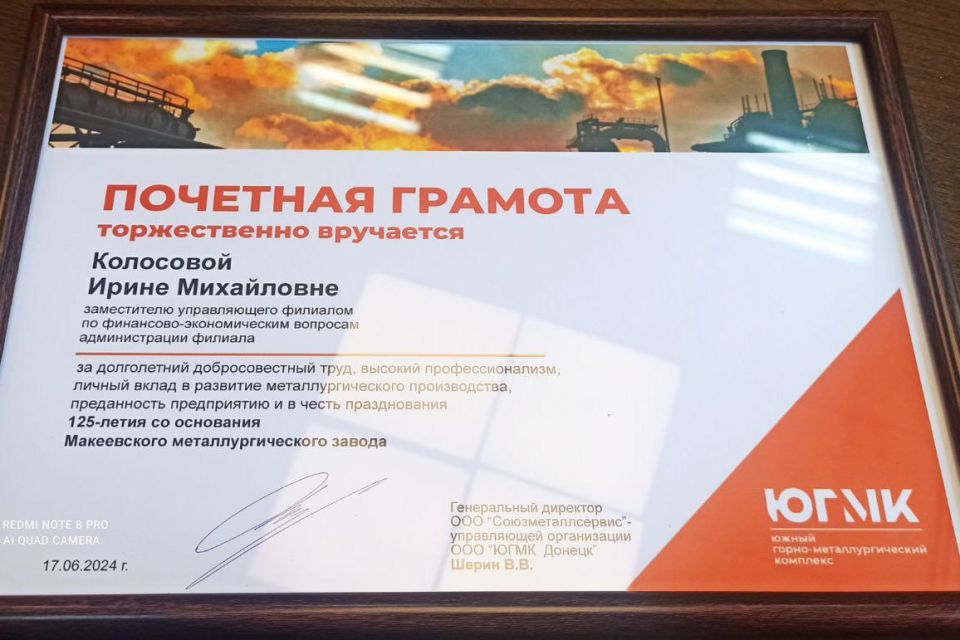 ПОЧЕТНАЯ ГРАМОТА
торжественно вручается
Колосовой
Ирине Михайловне
заместителю управляющего филиалом
по финансово-экономическим вопросам
администрации филиала
за долголетний добросовестный труд, высокий профессионализм,
личный вклад в развитие металлургического производства,
преданность предприятию и в честь празднования
125-летия со основания
Макеевского металлургического завода
Генеральный директор
ООО "Союзметаллсервис"-
управляющей организации
ООО "ЮГМК Донецк"
Шерин В.В.
17.06.2024 г.
ЮГМК
южный
горно-металлургический
комплекс
REDMI NOTE 8 PRO
AI QUAD CAMERA